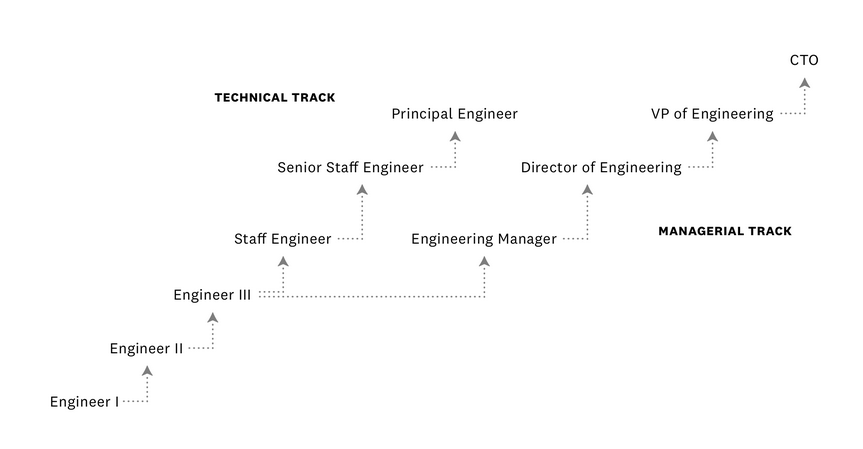 CTO
TECHNICAL TRACK
Principal Engineer
VP of Engineering
Senior Staff Engineer
Director of Engineering
MANAGERIAL TRACK
Staff Engineer
Engineering Manager
Engineer III
Engineer II
Engineer I